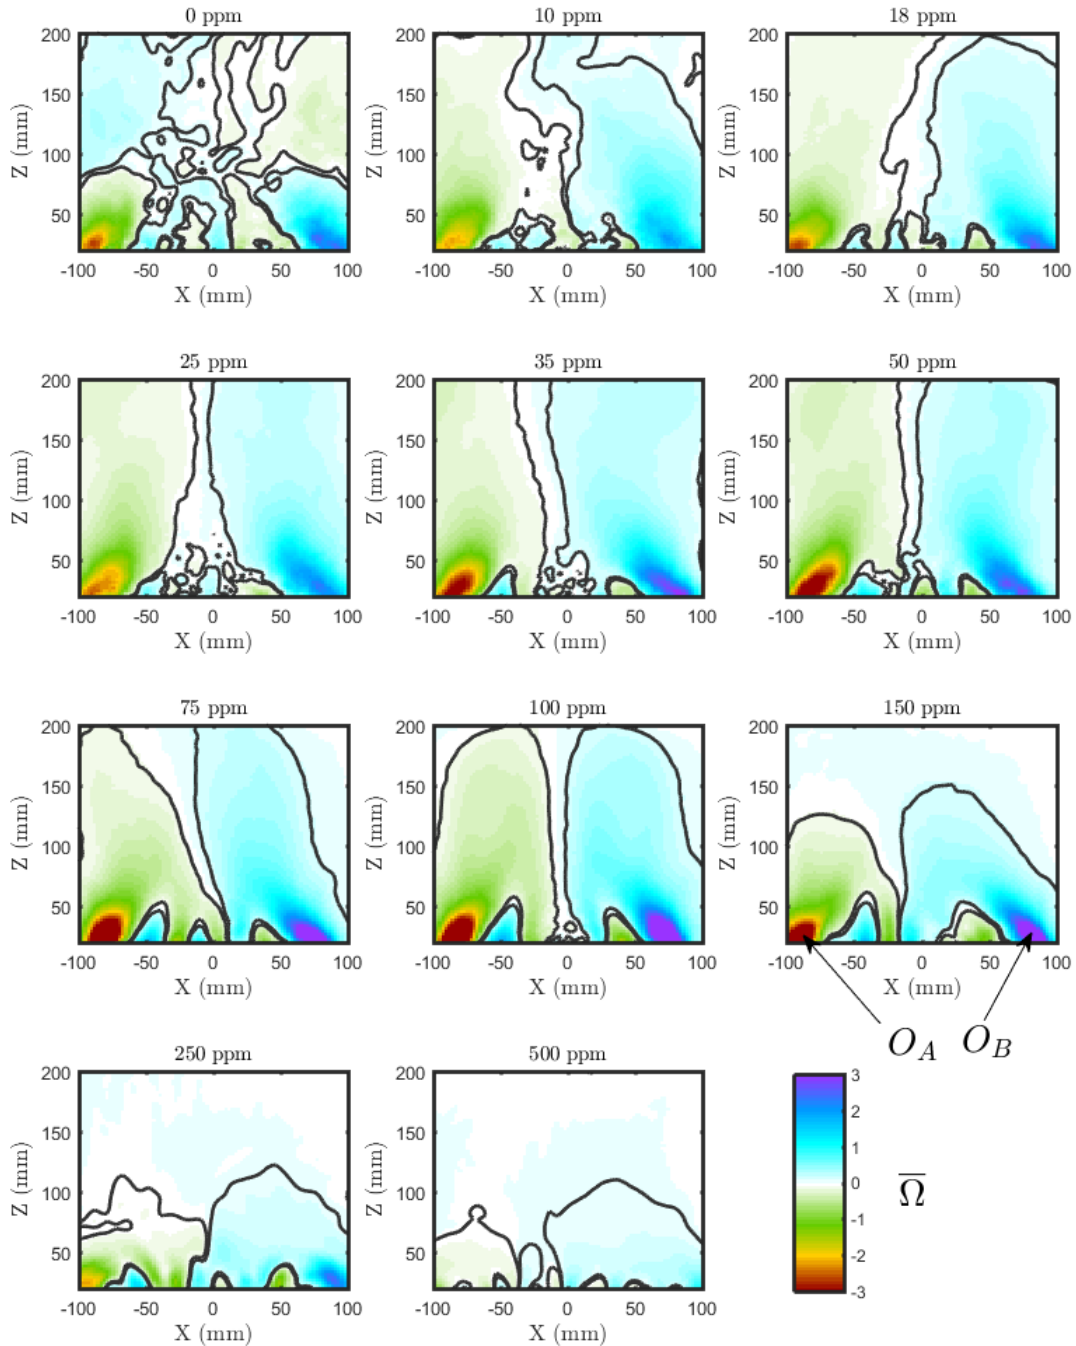 0 ppm 10 ppm 18 ppm
200 200 200
150 150 150
Z (mm) Z (mm) Z (mm)
100 100 100
50 50 50
-100 -50 0 50 100 -100 -50 0 50 100 -100 -50 0 50 100
X (mm) X (mm) X (mm)
25 ppm 35 ppm 50 ppm
200 200 200
150 150 150
Z (mm) Z (mm) Z (mm)
100 100 100
50 50 50
-100 -50 0 50 100 -100 -50 0 50 100 -100 -50 0 50 100
X (mm) X (mm) X (mm)
75 ppm 100 ppm 150 ppm
200 200 200
150 150 150
Z (mm) Z (mm) Z (mm)
100 100 100
50 50 50
-100 -50 0 50 100 -100 -50 0 50 100 -100 -50 0 50 100
X (mm) X (mm) X (mm)
O_A O_B
250 ppm 500 ppm
200 200 3
150 150 2
Z (mm) Z (mm) 1
100 100 0 Ω̅
50 50 -1
-2
-3
-100 -50 0 50 100 -100 -50 0 50 100
X (mm) X (mm)